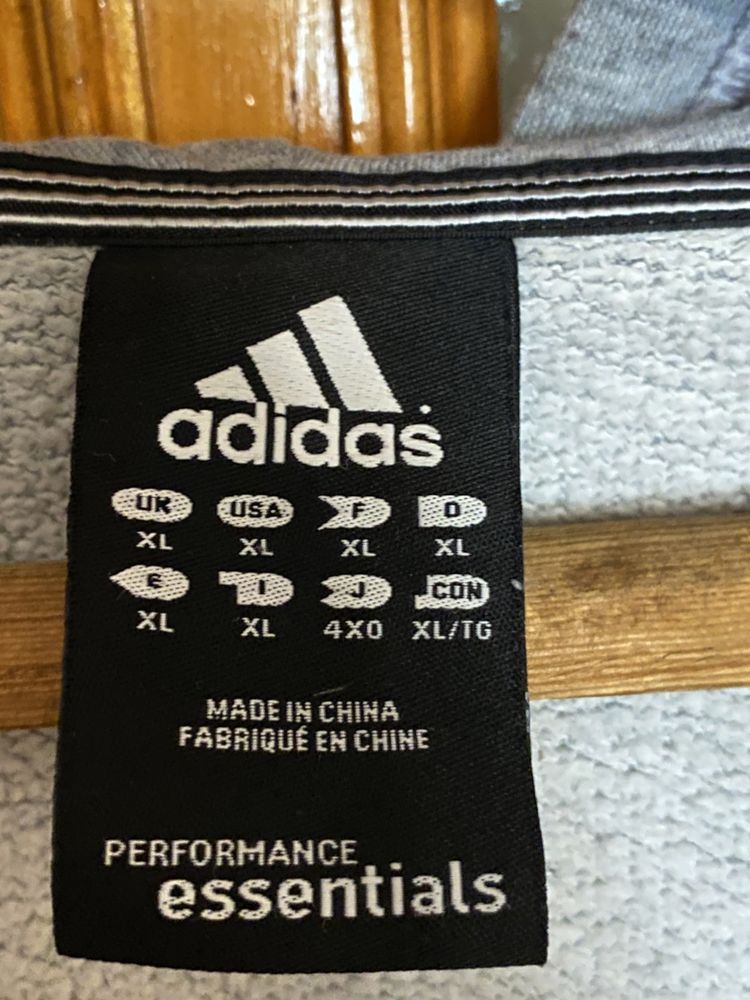 adidas
UK USA F D
XL XL XL XL
E I J CDN
XL XL 4XO XL/TG
MADE IN CHINA
FABRIQUÉ EN CHINE
PERFORMANCE
essentials